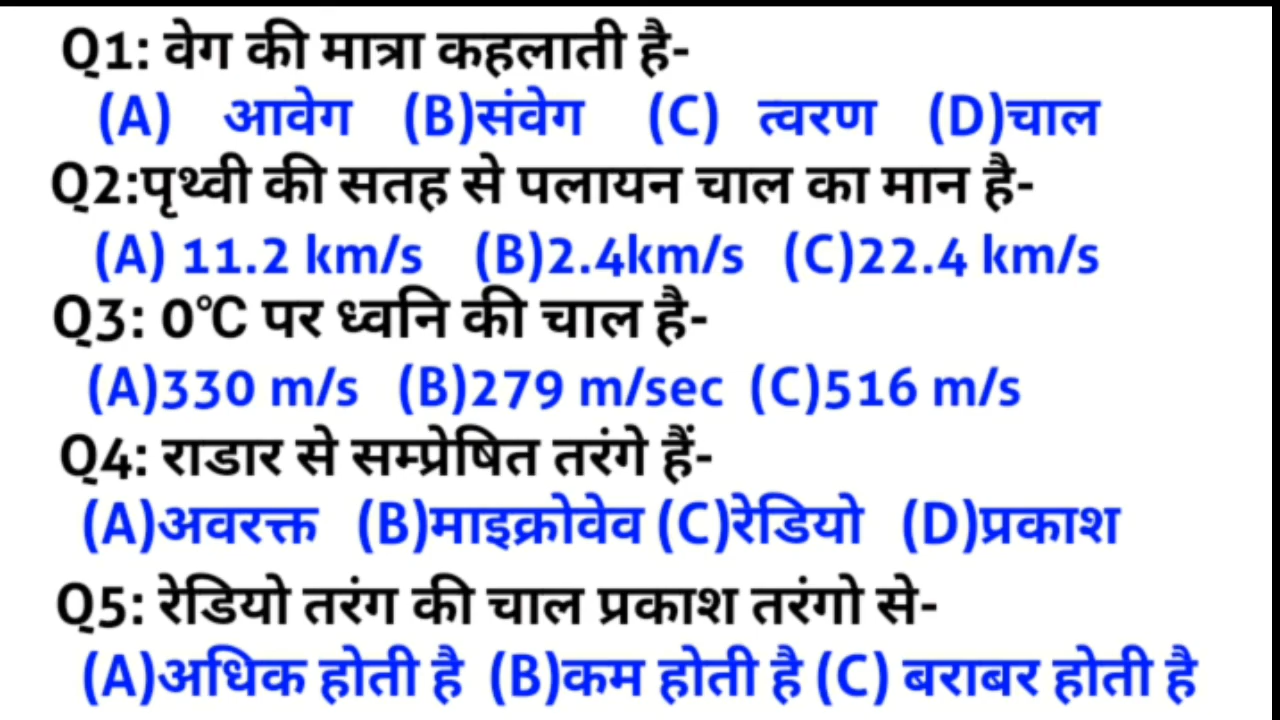 Q1: वेग की मात्रा कहलाती है-
(A) आवेग (B)संवेग (C) त्वरण (D)चाल
Q2:पृथ्वी की सतह से पलायन चाल का मान है-
(A) 11.2 km/s (B)2.4km/s (C)22.4 km/s
Q3: 0℃ पर ध्वनि की चाल है-
(A)330 m/s (B)279 m/sec (C)516 m/s
Q4: राडार से सम्प्रेषित तरंगे हैं-
(A)अवरक्त (B)माइक्रोवेव (C)रेडियो (D)प्रकाश
Q5: रेडियो तरंग की चाल प्रकाश तरंगो से-
(A)अधिक होती है (B)कम होती है (C) बराबर होती है